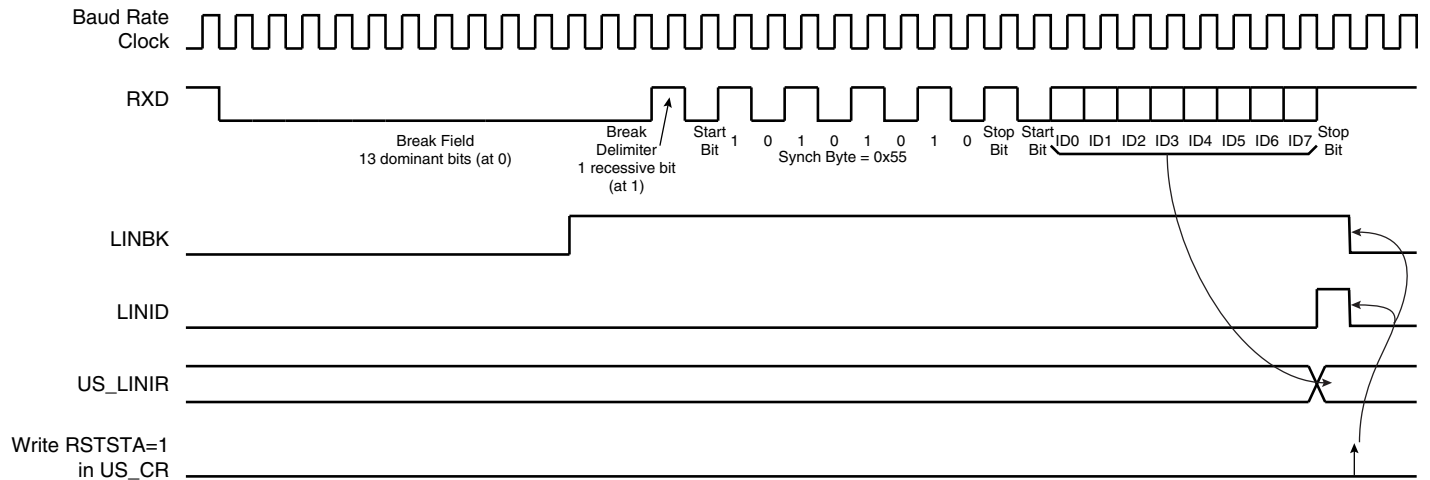 Baud Rate
Clock
RXD
Break Field
13 dominant bits (at 0)
Break
Delimiter
1 recessive bit
(at 1)
Start
Bit
1 0 1 0 1 0 1 0
Synch Byte = 0x55
Stop
Bit
Start
Bit
ID0 ID1 ID2 ID3 ID4 ID5 ID6 ID7
Stop
Bit
LINBK
LINID
US_LINIR
Write RSTSTA=1
in US_CR